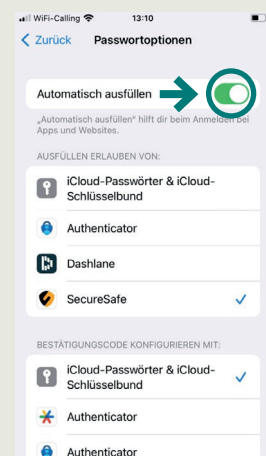 WiFi-Calling 13:10
Zurück Passwortoptionen
Automatisch ausfüllen
„Automatisch ausfüllen“ hilft dir beim Anmelden bei
Apps und Websites.
AUSFÜLLEN ERLAUBEN VON:
iCloud-Passwörter & iCloud-
Schlüsselbund
Authenticator
Dashlane
SecureSafe
BESTÄTIGUNGSCODE KONFIGURIEREN MIT:
iCloud-Passwörter & iCloud-
Schlüsselbund
Authenticator
Authenticator